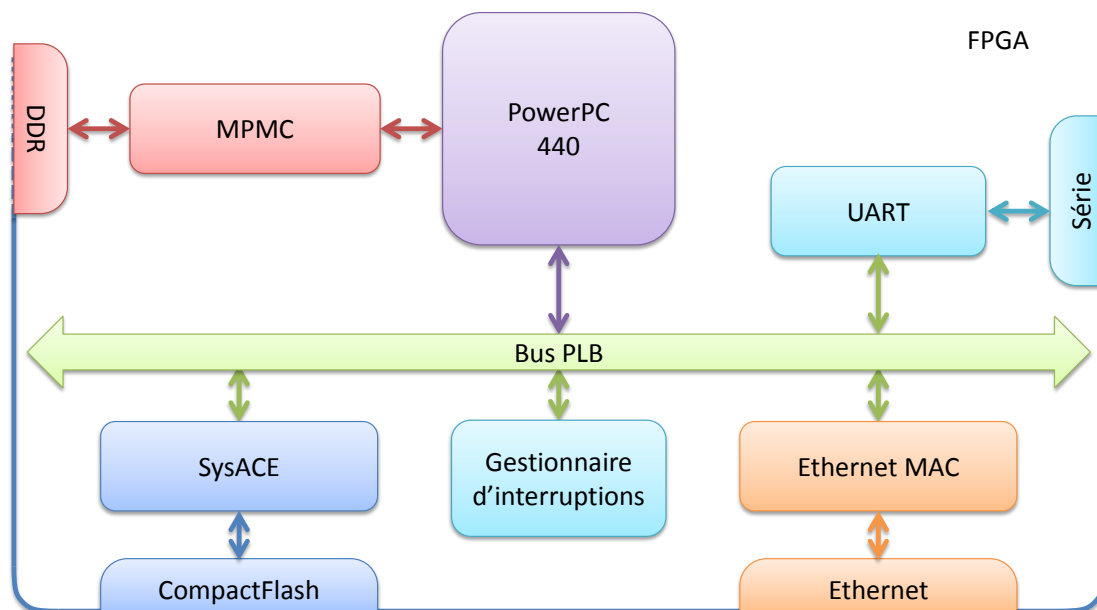 FPGA
DDR
MPMC
PowerPC
440
UART
Série
Bus PLB
SysACE
Gestionnaire
d’interruptions
Ethernet MAC
CompactFlash
Ethernet